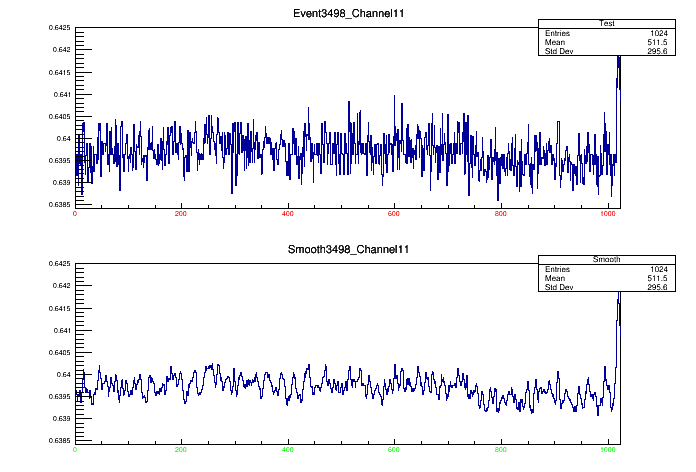 Event3498_Channel11
Test
Entries 1024
Mean 511.5
Std Dev 295.6
0.6425
0.642
0.6415
0.641
0.6405
0.64
0.6395
0.639
0.6385
0 200 400 600 800 1000
Smooth3498_Channel11
Smooth
Entries 1024
Mean 511.5
Std Dev 295.6
0.6425
0.642
0.6415
0.641
0.6405
0.64
0.6395
0.639
0.6385
0 200 400 600 800 1000